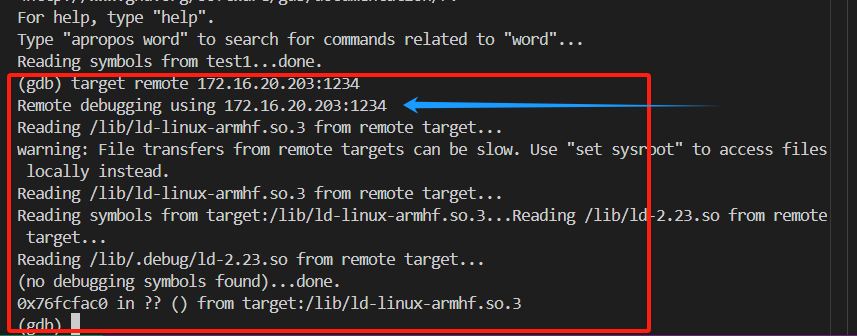 For help, type "help".
Type "apropos word" to search for commands related to "word"...
Reading symbols from test1...done.
(gdb) target remote 172.16.20.203:1234
Remote debugging using 172.16.20.203:1234
Reading /lib/ld-linux-armhf.so.3 from remote target...
warning: File transfers from remote targets can be slow. Use "set sysroot" to access files
 locally instead.
Reading /lib/ld-linux-armhf.so.3 from remote target...
Reading symbols from target:/lib/ld-linux-armhf.so.3...Reading /lib/ld-2.23.so from remote
 target...
Reading /lib/.debug/ld-2.23.so from remote target...
(no debugging symbols found)...done.
0x76fcfac0 in ?? () from target:/lib/ld-linux-armhf.so.3
(gdb)